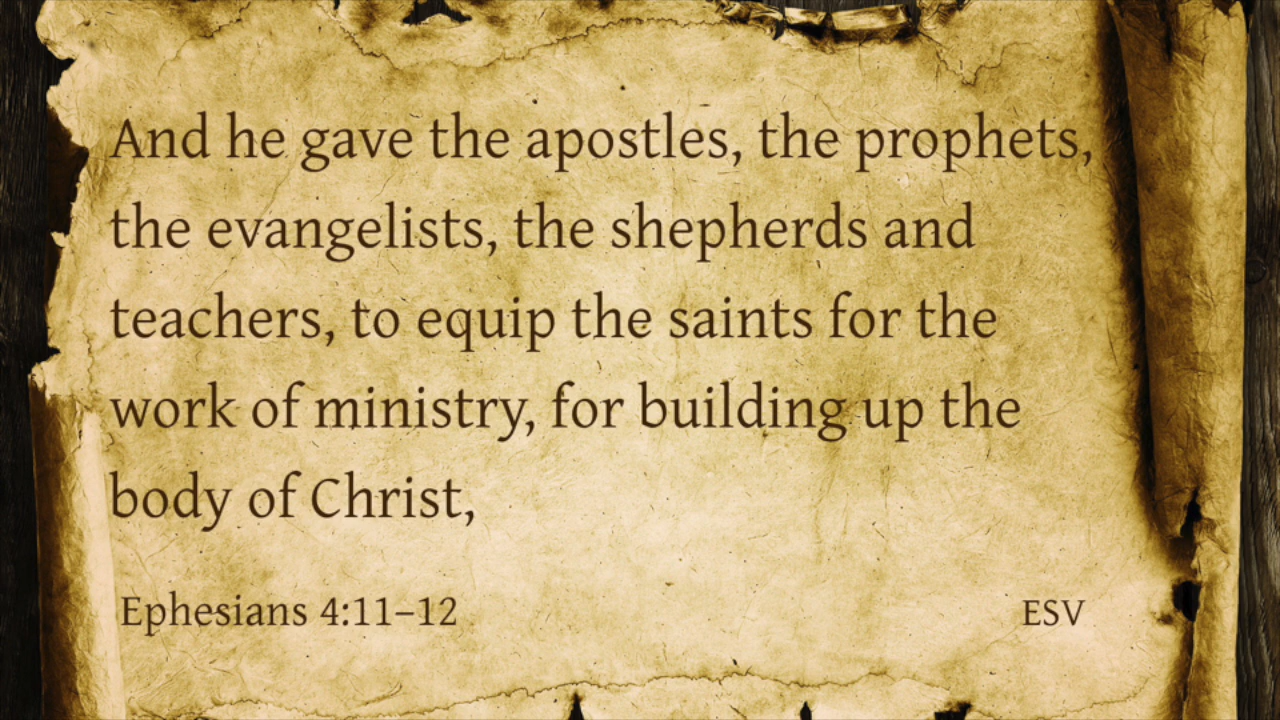 And he gave the apostles, the prophets,
the evangelists, the shepherds and
teachers, to equip the saints for the
work of ministry, for building up the
body of Christ,
Ephesians 4:11–12 ESV